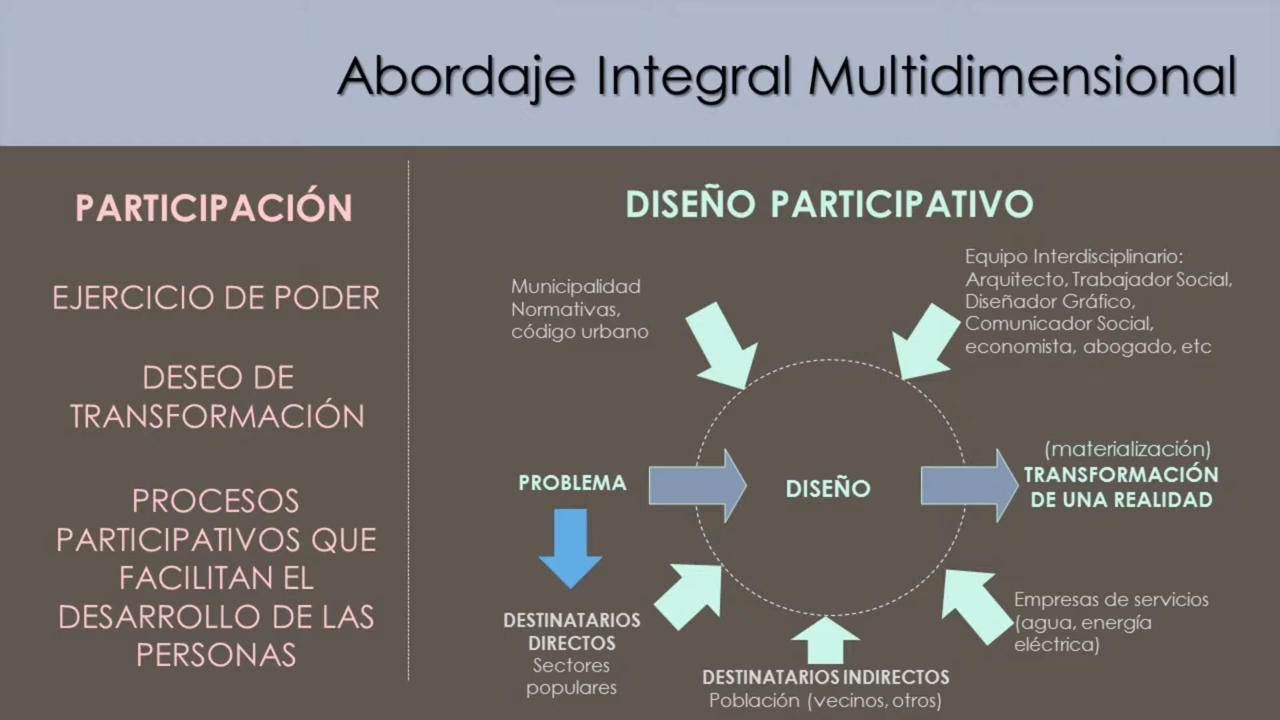 Abordaje Integral Multidimensional
PARTICIPACIÓN
EJERCICIO DE PODER
DESEO DE
TRANSFORMACIÓN
PROCESOS
PARTICIPATIVOS QUE
FACILITAN EL
DESARROLLO DE LAS
PERSONAS
DISEÑO PARTICIPATIVO
Municipalidad
Normativas,
código urbano
Equipo Interdisciplinario:
Arquitecto, Trabajador Social,
Diseñador Gráfico,
Comunicador Social,
economista, abogado, etc
PROBLEMA
DISEÑO
(materialización)
TRANSFORMACIÓN
DE UNA REALIDAD
DESTINATARIOS
DIRECTOS
Sectores
populares
DESTINATARIOS INDIRECTOS
Población (vecinos, otros)
Empresas de servicios
(agua, energía
eléctrica)